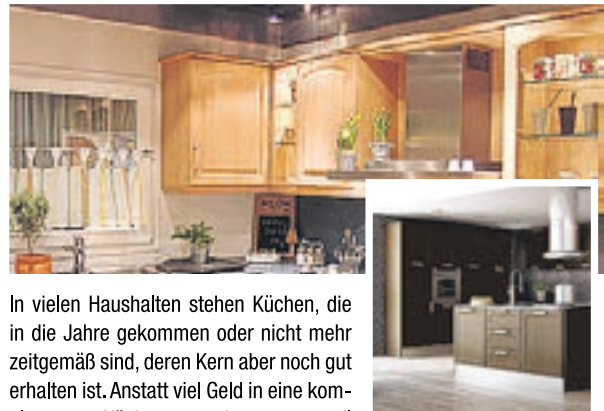 In vielen Haushalten stehen Küchen, die
in die Jahre gekommen oder nicht mehr
zeitgemäß sind, deren Kern aber noch gut
erhalten ist. Anstatt viel Geld in eine kom-